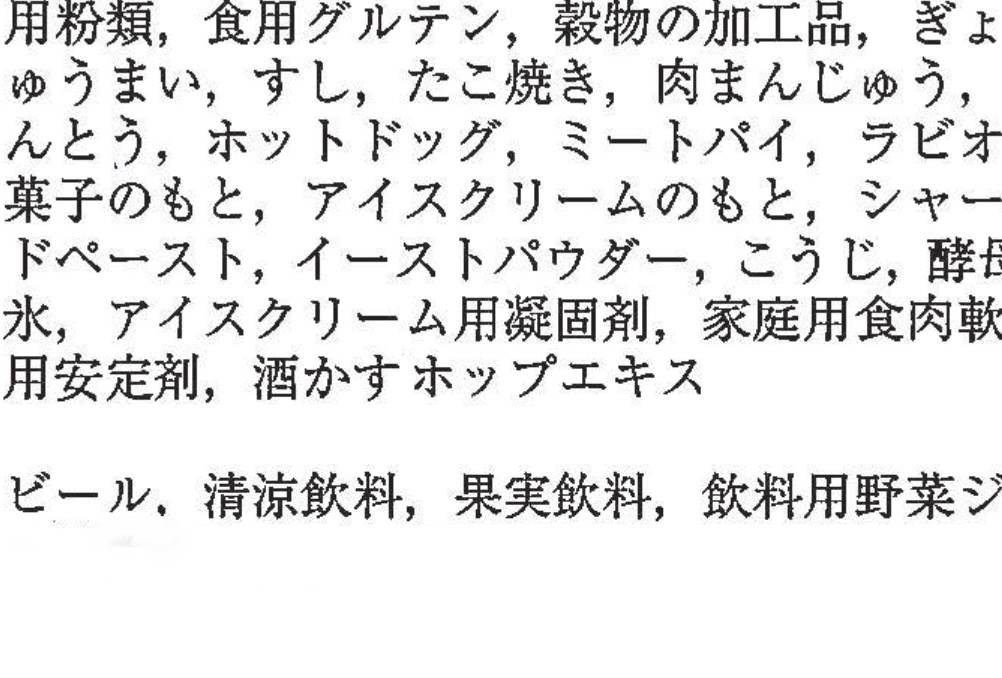 用粉類，食用グルテン，穀物の加工品，ぎょ
ゅうまい，すし，たこ焼き，肉まんじゅう，
んとう，ホットドッグ，ミートパイ，ラビオ
菓子のもと，アイスクリームのもと，シャー
ドペースト，イーストパウダー，こうじ，酵母
氷，アイスクリーム用凝固剤，家庭用食肉軟
用安定剤，酒かすホップエキス
ビール．清涼飲料，果実飲料，飲料用野菜ジ